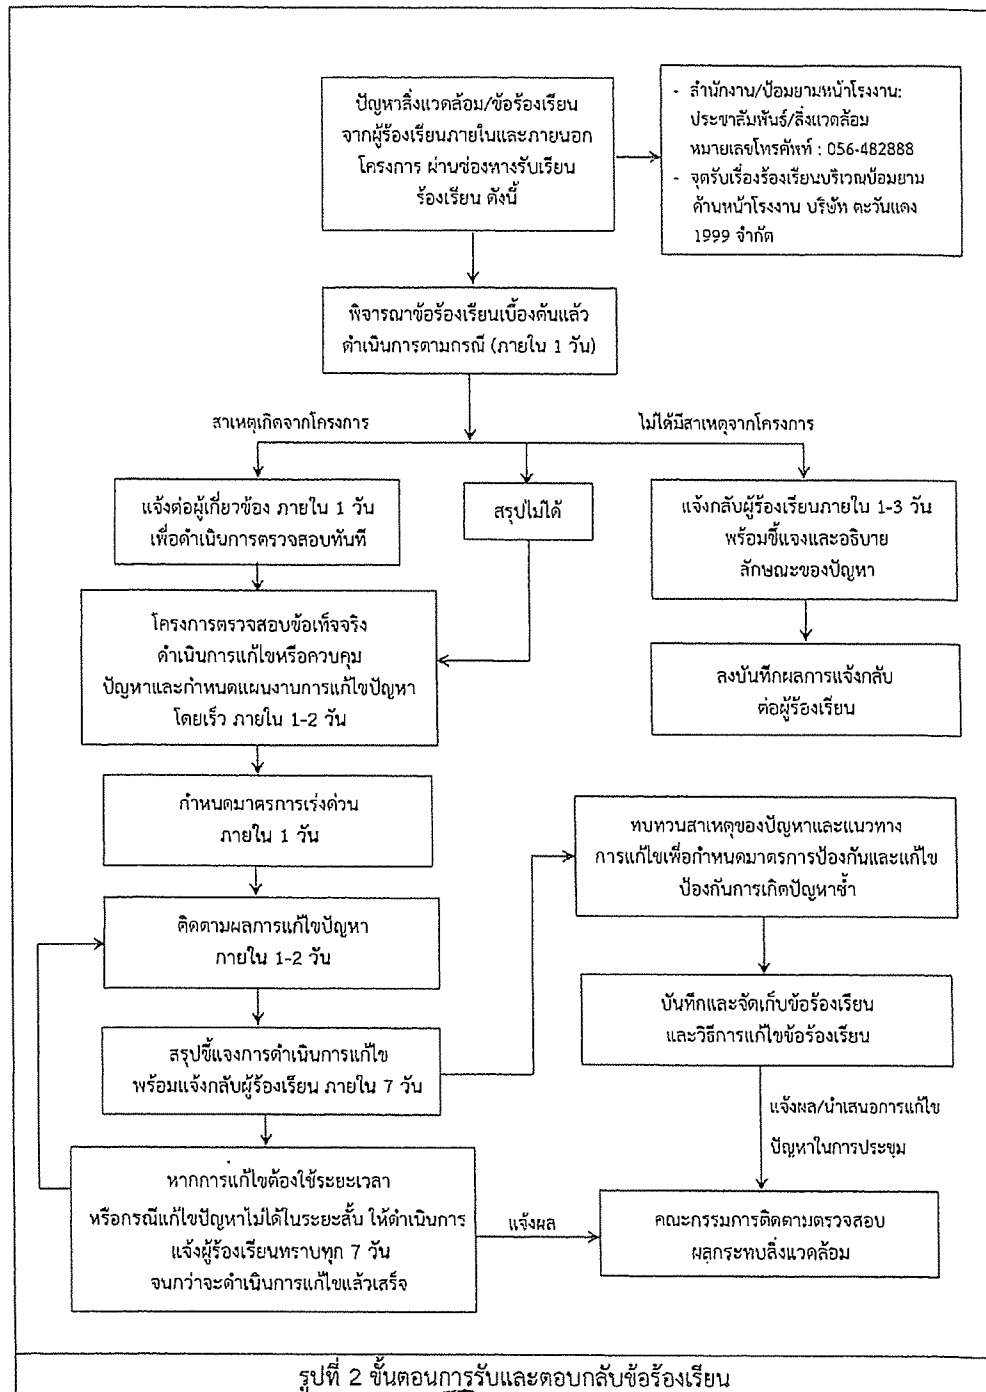 ปัญหาสิ่งแวดล้อม/ข้อร้องเรียน
จากผู้ร้องเรียนภายในและภายนอก
โครงการ ผ่านช่องทางรับเรียน
ร้องเรียน ดังนี้
- สำนักงาน/ป้อมยามหน้าโรงงาน:
ประชาสัมพันธ์/สิ่งแวดล้อม
หมายเลขโทรศัพท์ : 056-482888
- จุดรับเรื่องร้องเรียนบริเวณป้อมยาม
ด้านหน้าโรงงาน บริษัท ตะวันแดง
1999 จำกัด
พิจารณาข้อร้องเรียนเบื้องต้นแล้ว
ดำเนินการตามกรณี (ภายใน 1 วัน)
สาเหตุเกิดจากโครงการ
ไม่ได้มีสาเหตุจากโครงการ
แจ้งต่อผู้เกี่ยวข้อง ภายใน 1 วัน
เพื่อดำเนินการตรวจสอบทันที
สรุปไม่ได้
แจ้งกลับผู้ร้องเรียนภายใน 1-3 วัน
พร้อมชี้แจงและอธิบาย
ลักษณะของปัญหา
โครงการตรวจสอบข้อเท็จจริง
ดำเนินการแก้ไขหรือควบคุม
ปัญหาและกำหนดแผนงานการแก้ไขปัญหา
โดยเร็ว ภายใน 1-2 วัน
ลงบันทึกผลการแจ้งกลับ
ต่อผู้ร้องเรียน
กำหนดมาตรการเร่งด่วน
ภายใน 1 วัน
ทบทวนสาเหตุของปัญหาและแนวทาง
การแก้ไขเพื่อกำหนดมาตรการป้องกันและแก้ไข
ป้องกันการเกิดปัญหาซ้ำ
ติดตามผลการแก้ไขปัญหา
ภายใน 1-2 วัน
บันทึกและจัดเก็บข้อร้องเรียน
และวิธีการแก้ไขข้อร้องเรียน
สรุปชี้แจงการดำเนินการแก้ไข
พร้อมแจ้งกลับผู้ร้องเรียน ภายใน 7 วัน
แจ้งผล/นำเสนอการแก้ไข
ปัญหาในการประชุม
หากการแก้ไขต้องใช้ระยะเวลา
หรือกรณีแก้ไขปัญหาไม่ได้ในระยะสั้น ให้ดำเนินการ
แจ้งผู้ร้องเรียนทราบทุก 7 วัน
จนกว่าจะดำเนินการแก้ไขแล้วเสร็จ
แจ้งผล
คณะกรรมการติดตามตรวจสอบ
ผลกระทบสิ่งแวดล้อม
รูปที่ 2 ขั้นตอนการรับและตอบกลับข้อร้องเรียน